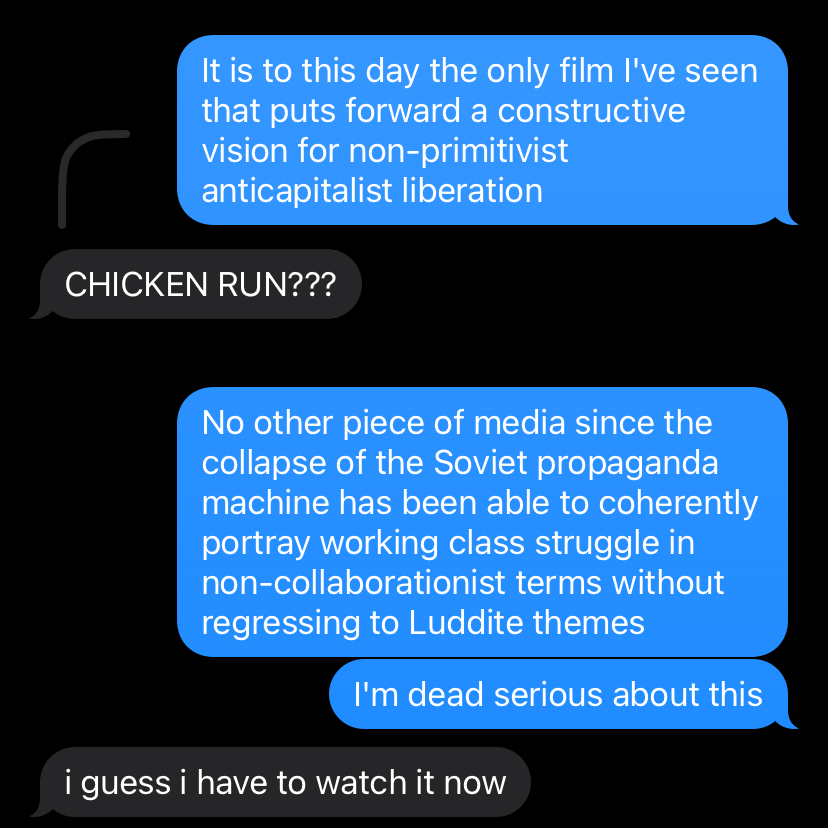 It is to this day the only film I've seen
that puts forward a constructive
vision for non-primitivist
anticapitalist liberation
CHICKEN RUN???
No other piece of media since the
collapse of the Soviet propaganda
machine has been able to coherently
portray working class struggle in
non-collaborationist terms without
regressing to Luddite themes
I'm dead serious about this
i guess i have to watch it now